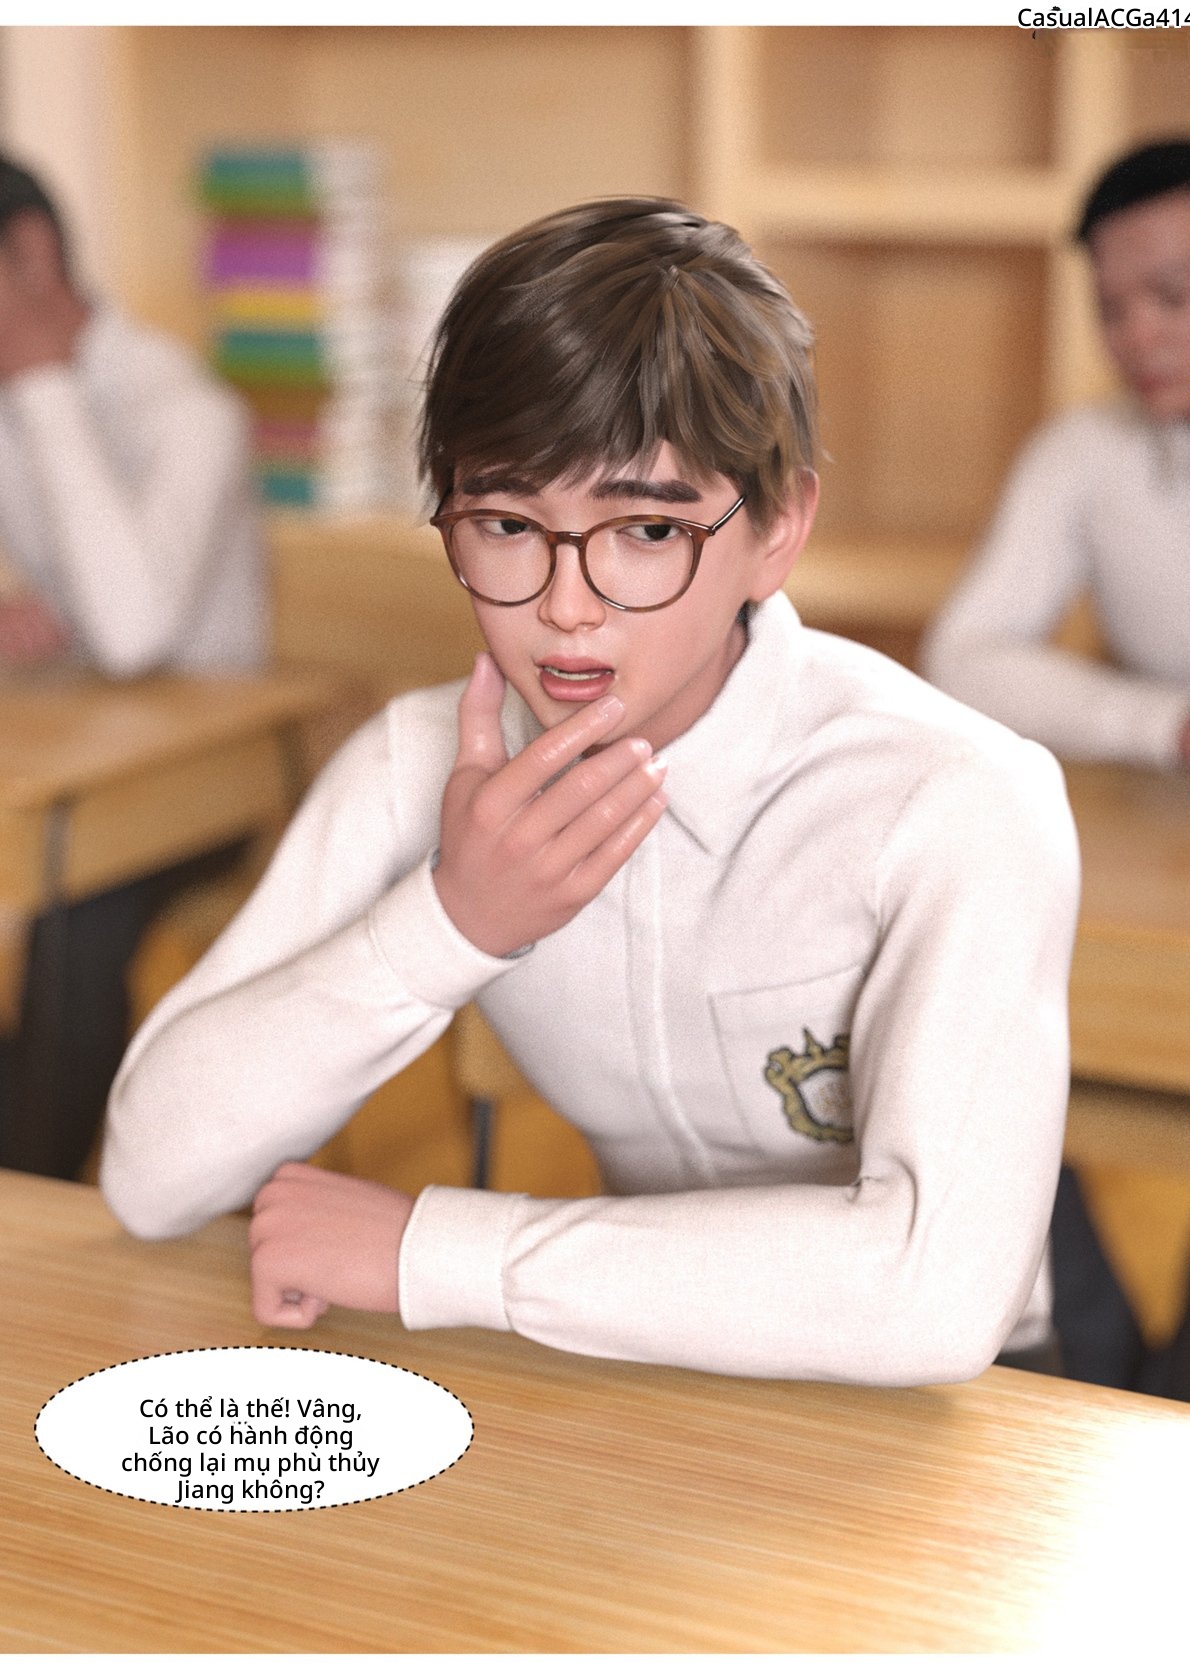 CasualACGa414
Có thể là thế! Vâng,
Lão có hành động
chống lại mụ phù thủy
Jiang không?